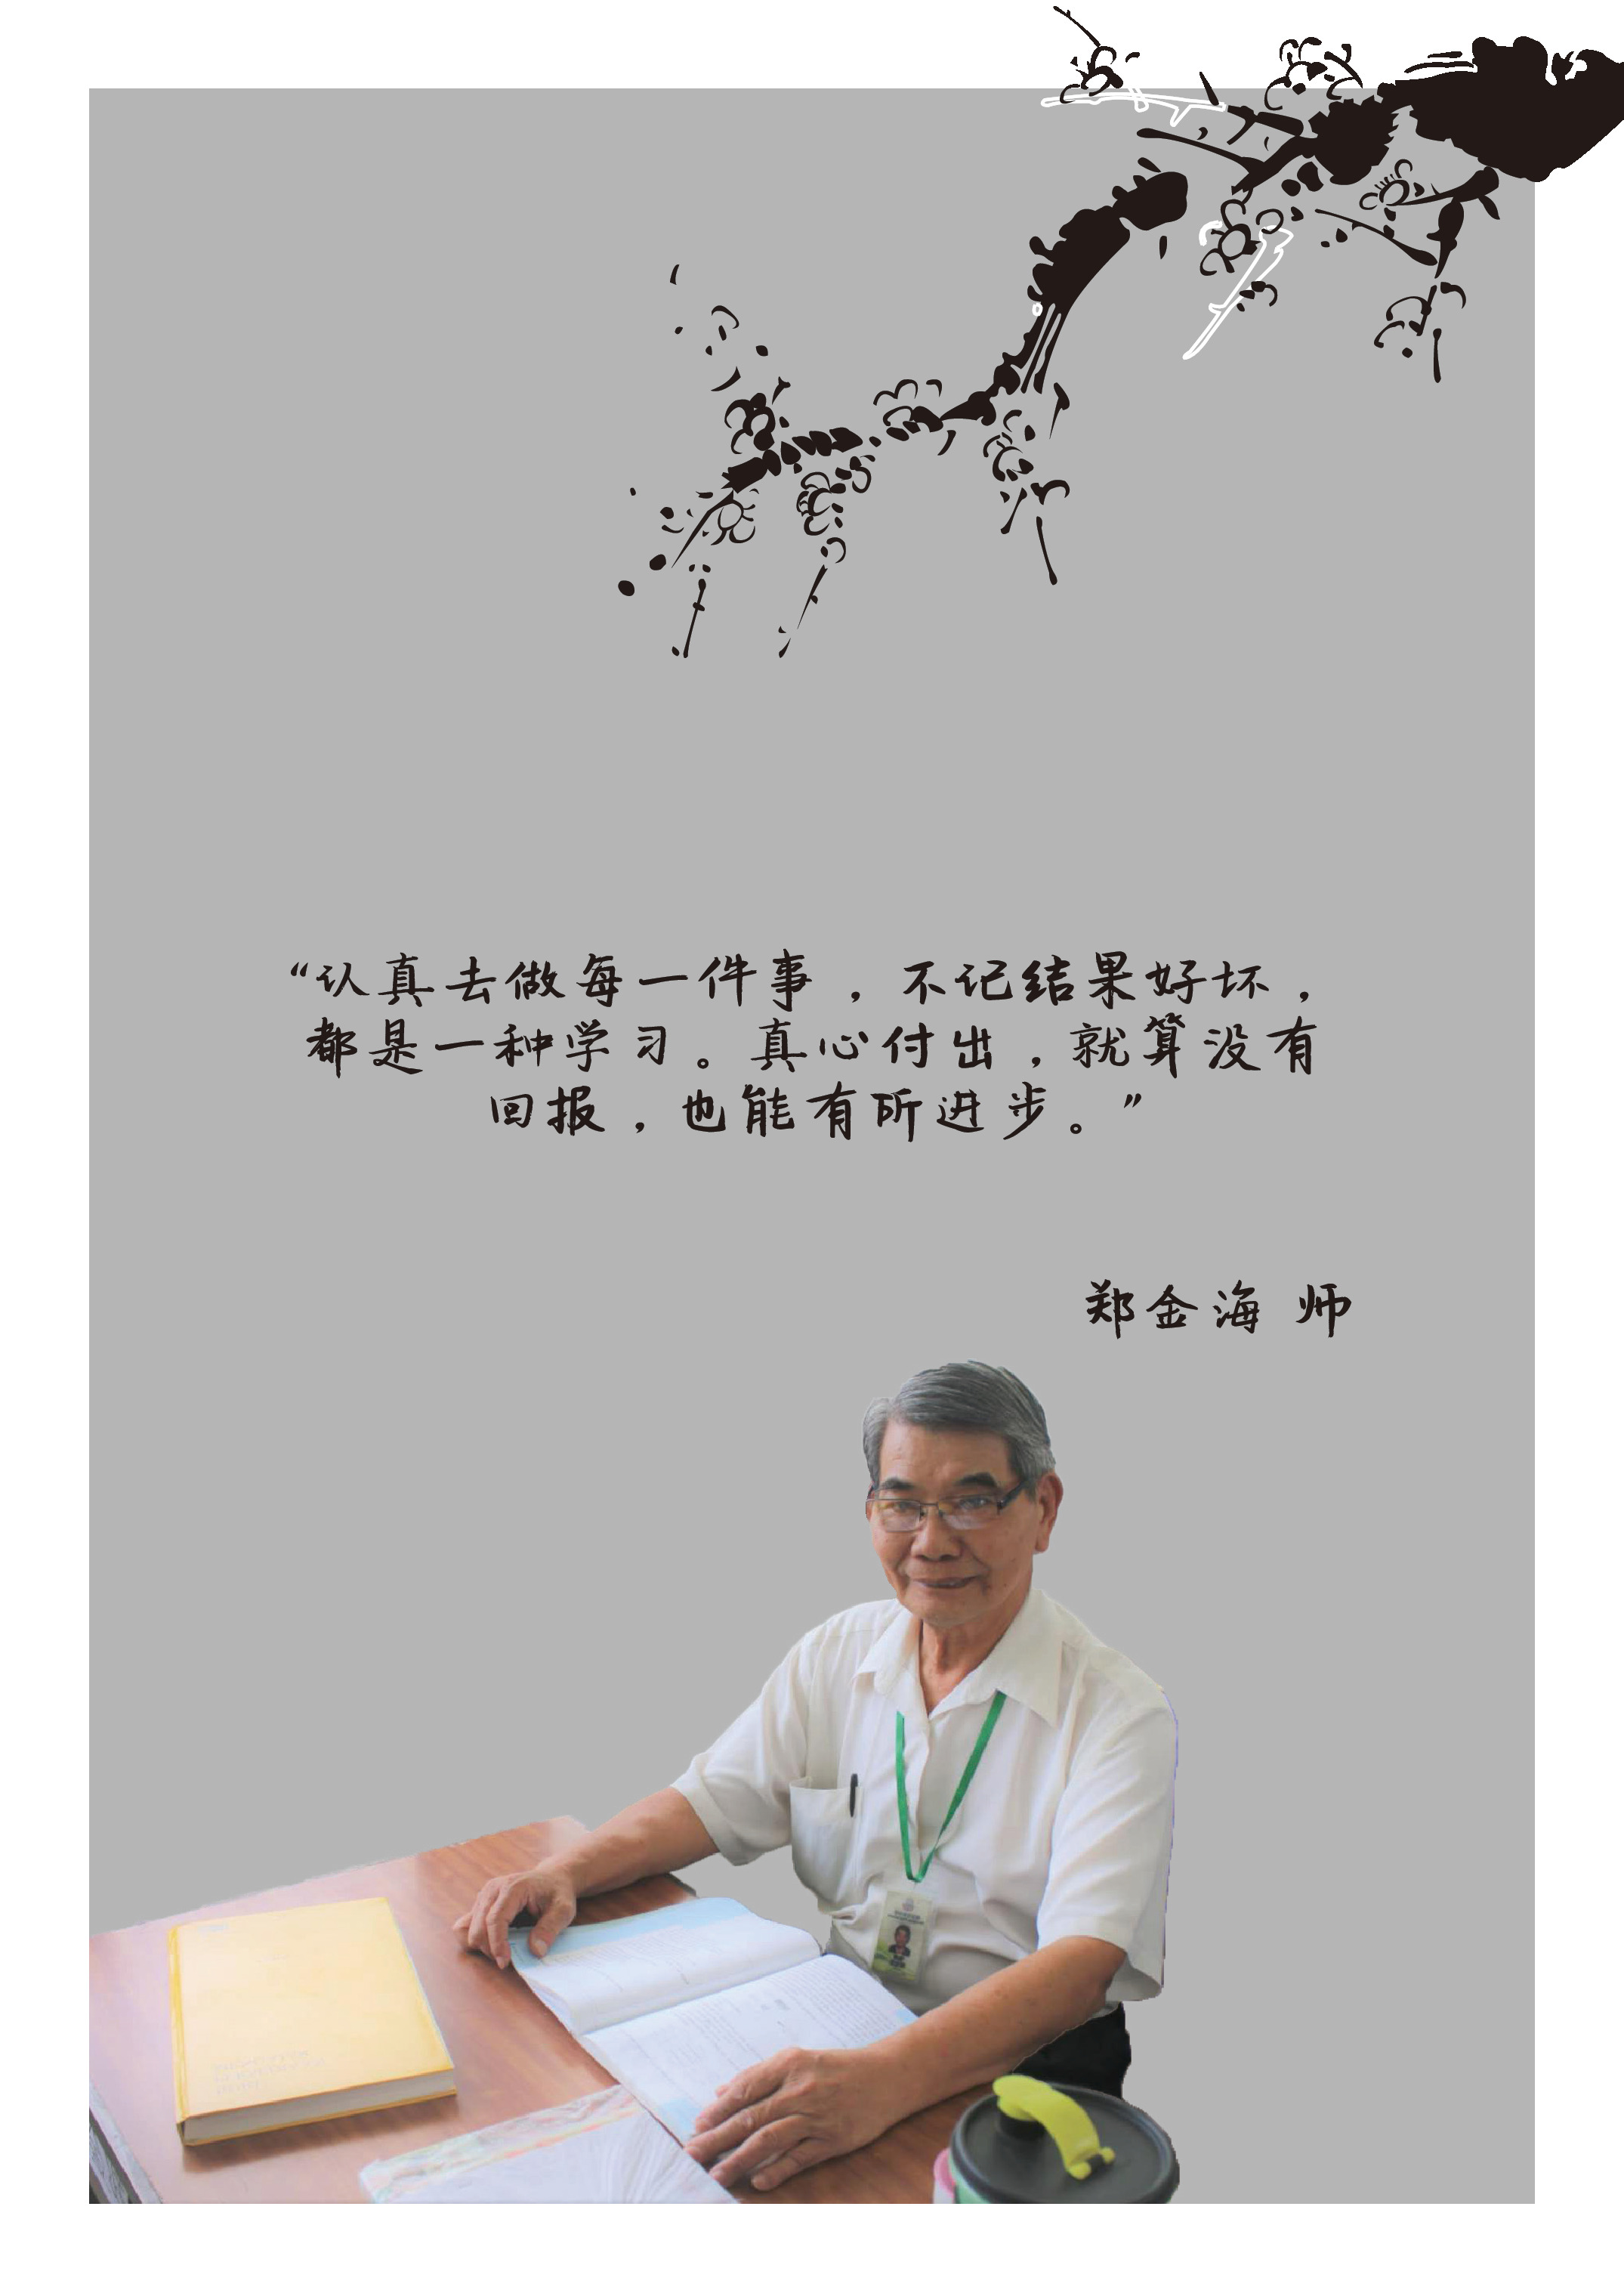 “认真去做每一件事，不记结果好坏，
都是一种学习。真心付出，就算没有
回报，也能有所进步。”
郑金海 师